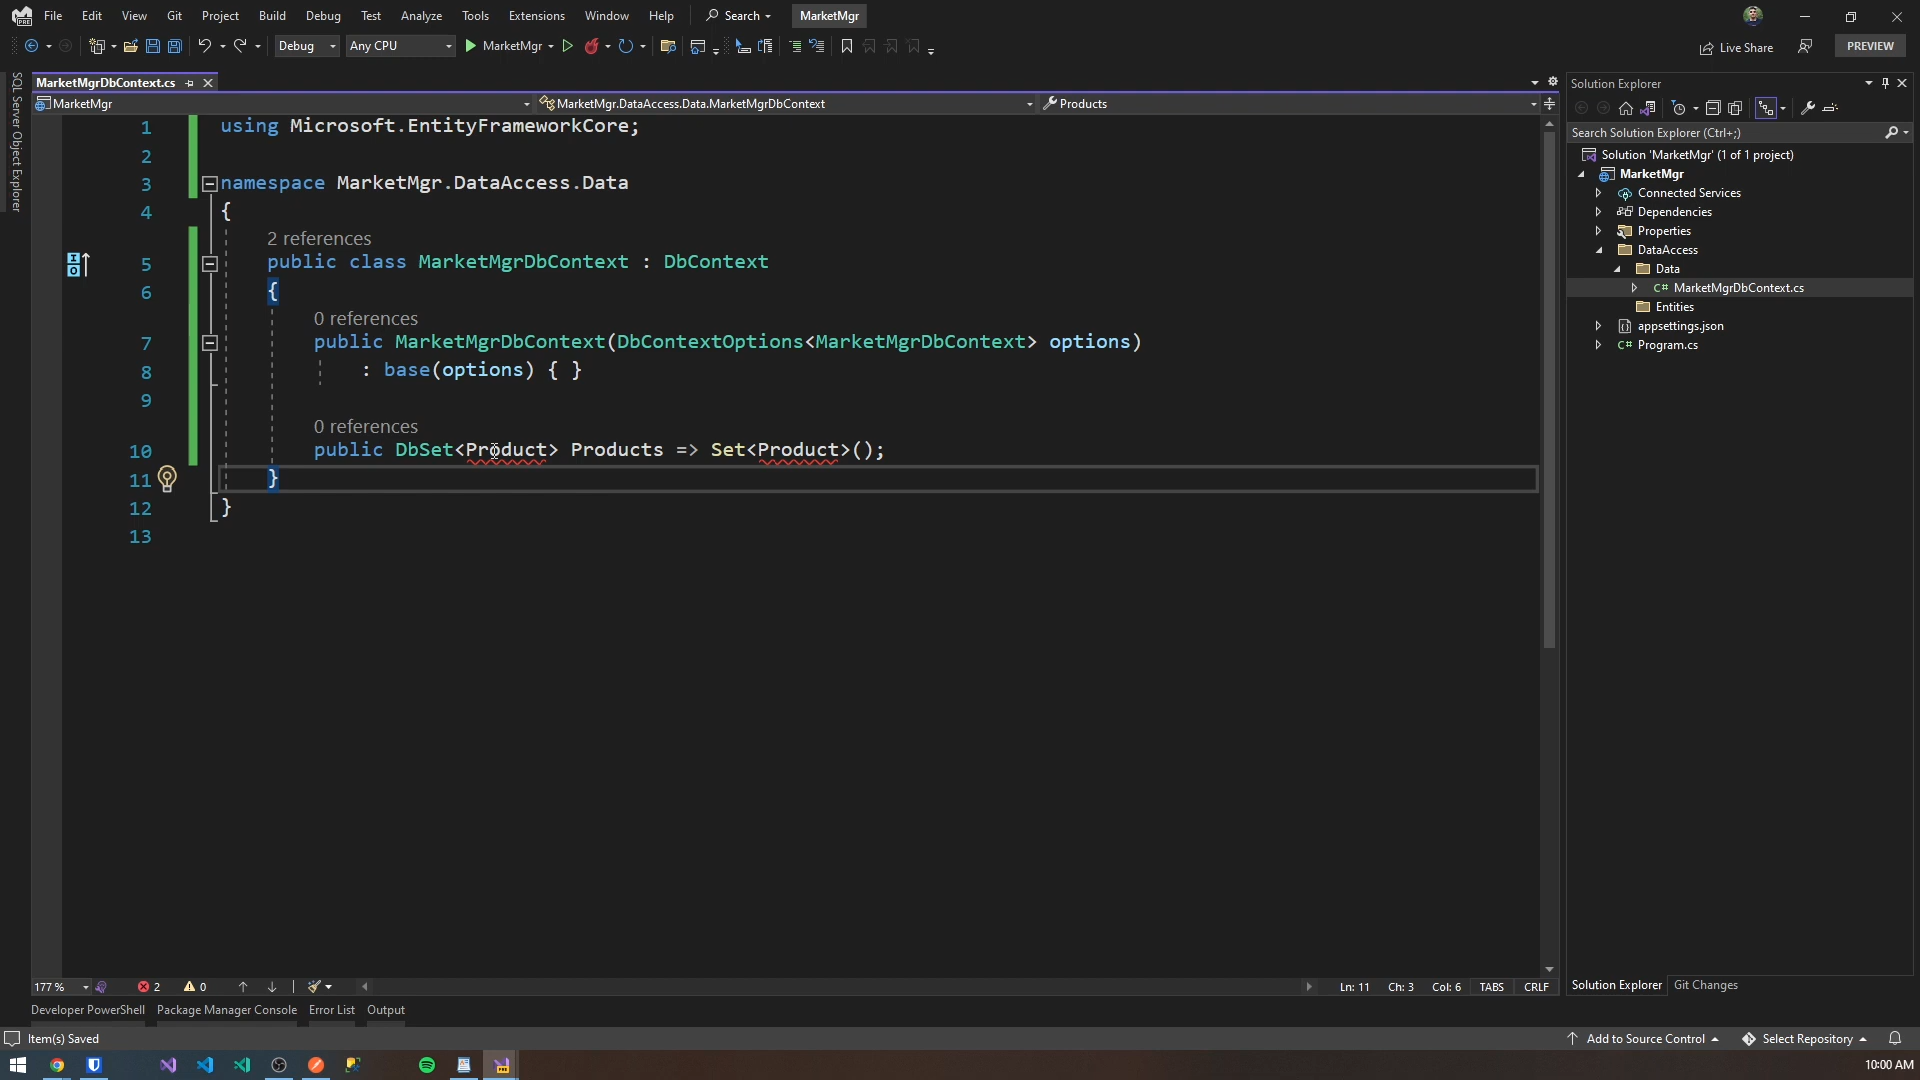 File Edit View Git Project Build Debug Test Analyze Tools Extensions Window Help Search MarketMgr
Debug Any CPU MarketMgr Live Share PREVIEW
SQL Server Object Explorer
MarketMgrDbContext.cs
MarketMgr MarketMgr.DataAccess.Data.MarketMgrDbContext Products
1 using Microsoft.EntityFrameworkCore;
2
3 namespace MarketMgr.DataAccess.Data
4 {
2 references
5 public class MarketMgrDbContext : DbContext
6 {
0 references
7 public MarketMgrDbContext(DbContextOptions<MarketMgrDbContext> options)
8 : base(options) { }
9
0 references
10 public DbSet<Product> Products => Set<Product>();
11 }
12 }
13
177 % 2 0 Ln: 11 Ch: 3 Col: 6 TABS CRLF
Solution Explorer
Search Solution Explorer (Ctrl+;)
Solution 'MarketMgr' (1 of 1 project)
MarketMgr
Connected Services
Dependencies
Properties
DataAccess
Data
C# MarketMgrDbContext.cs
Entities
appsettings.json
C# Program.cs
Solution Explorer Git Changes
Developer PowerShell Package Manager Console Error List Output
Item(s) Saved Add to Source Control Select Repository
10:00 AM